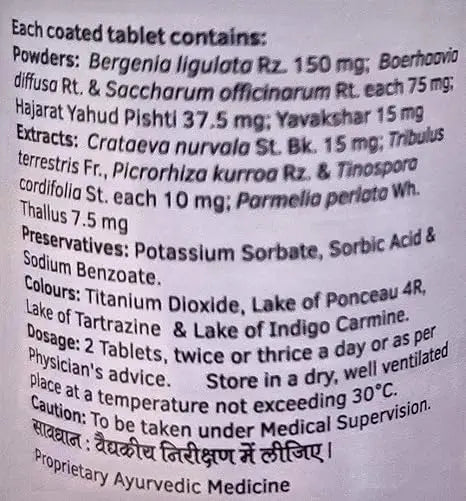 Each coated tablet contains:
Powders: Bergenia ligulata Rz. 150 mg; Boerhaavia
diffusa Rt. & Saccharum officinarum Rt. each 75 mg;
Hajarat Yahud Pishti 37.5 mg; Yavakshar 15 mg
Extracts: Crataeva nurvala St. Bk. 15 mg; Tribulus
terrestris Fr., Picrorhiza kurroa Rz. & Tinospora
cordifolia St. each 10 mg; Parmelia perlata Wh.
Thallus 7.5 mg
Preservatives: Potassium Sorbate, Sorbic Acid &
Sodium Benzoate.
Colours: Titanium Dioxide, Lake of Ponceau 4R,
Lake of Tartrazine & Lake of Indigo Carmine.
Dosage: 2 Tablets, twice or thrice a day or as per
Physician's advice. Store in a dry, well ventilated
place at a temperature not exceeding 30°C.
Caution: To be taken under Medical Supervision.
सावधान : वैद्यकीय निरीक्षण में लीजिए।
Proprietary Ayurvedic Medicine